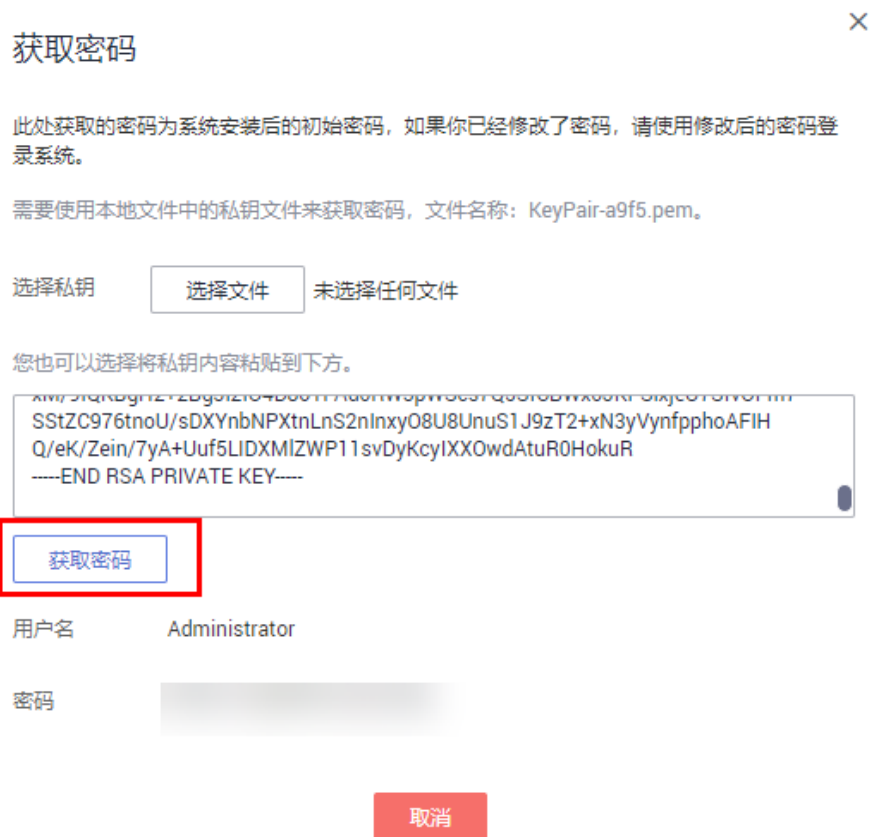 获取密码
此处获取的密码为系统安装后的初始密码，如果你已经修改了密码，请使用修改后的密码登
录系统。
需要使用本地文件中的私钥文件来获取密码，文件名称：KeyPair-a9f5.pem。
选择私钥 选择文件 未选择任何文件
您也可以选择将私钥内容粘贴到下方。
SStZC976tnoU/sDXYnbNPXtnLnS2nInxyO8U8UnuS1J9zT2+xN3yVynfpphoAFIH
Q/eK/Zein/7yA+Uuf5LIDXMlZWP11svDyKcyIXXOwdAtuR0HokuR
-----END RSA PRIVATE KEY-----
获取密码
用户名 Administrator
密码
取消